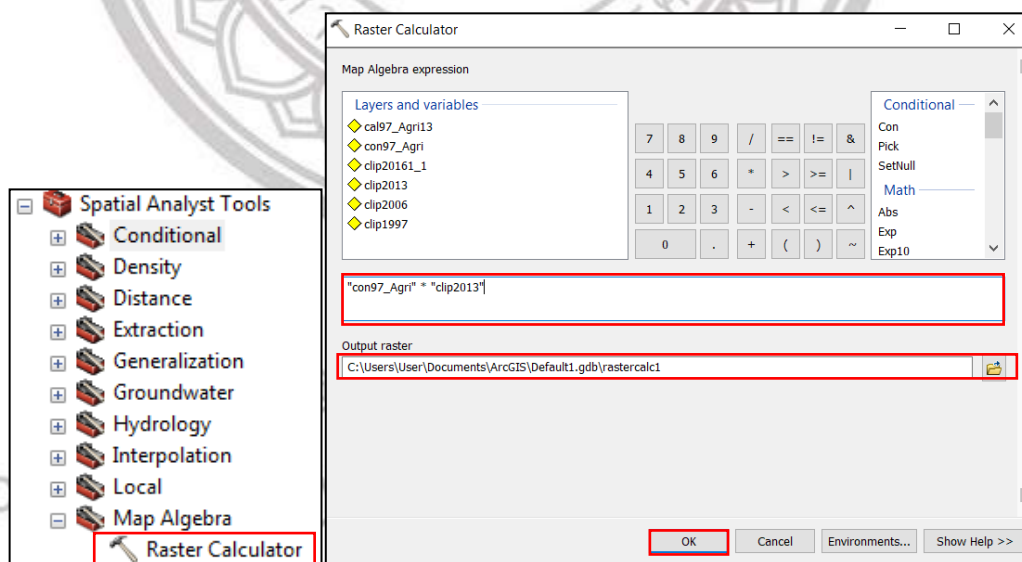 Spatial Analyst Tools
Conditional
Density
Distance
Extraction
Generalization
Groundwater
Hydrology
Interpolation
Local
Map Algebra
Raster Calculator
Raster Calculator
Map Algebra expression
Layers and variables
cal97_Agri13
con97_Agri
clip20161_1
clip2013
clip2006
clip1997
7 8 9 / == != &
4 5 6 * > >= |
1 2 3 - < <= ^
0 . + ( ) ~
Conditional
Con
Pick
SetNull
Math
Abs
Exp
Exp10
"con97_Agri" * "clip2013"
Output raster
C:\Users\User\Documents\ArcGIS\Default1.gdb\rastercalc1
OK Cancel Environments... Show Help >>